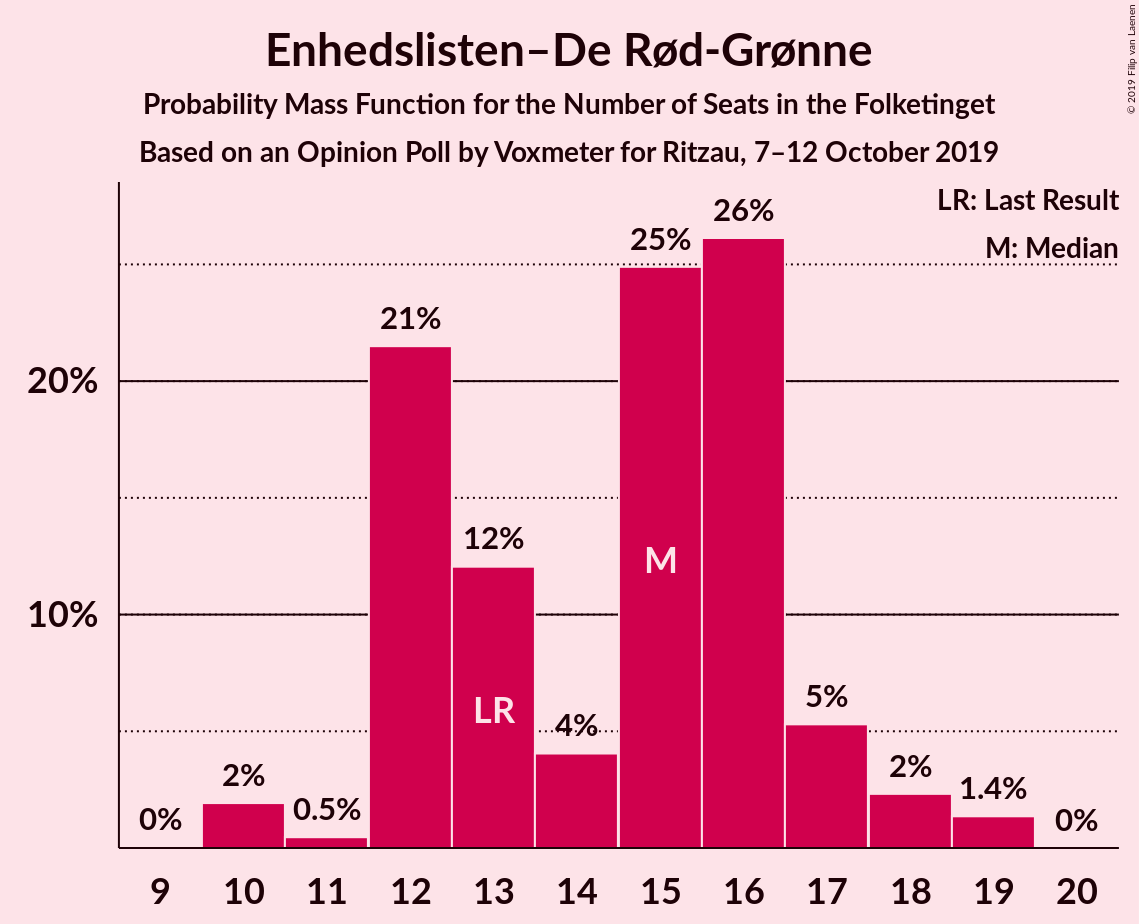 Enhedslisten–De Rød-Grønne
Probability Mass Function for the Number of Seats in the Folketinget
Based on an Opinion Poll by Voxmeter for Ritzau, 7–12 October 2019
© 2019 Filip van Laenen
LR: Last Result
M: Median
20%
10%
0%
2%
0.5%
21%
12%
4%
25%
26%
5%
2%
1.4%
0%
LR
M
9 10 11 12 13 14 15 16 17 18 19 20